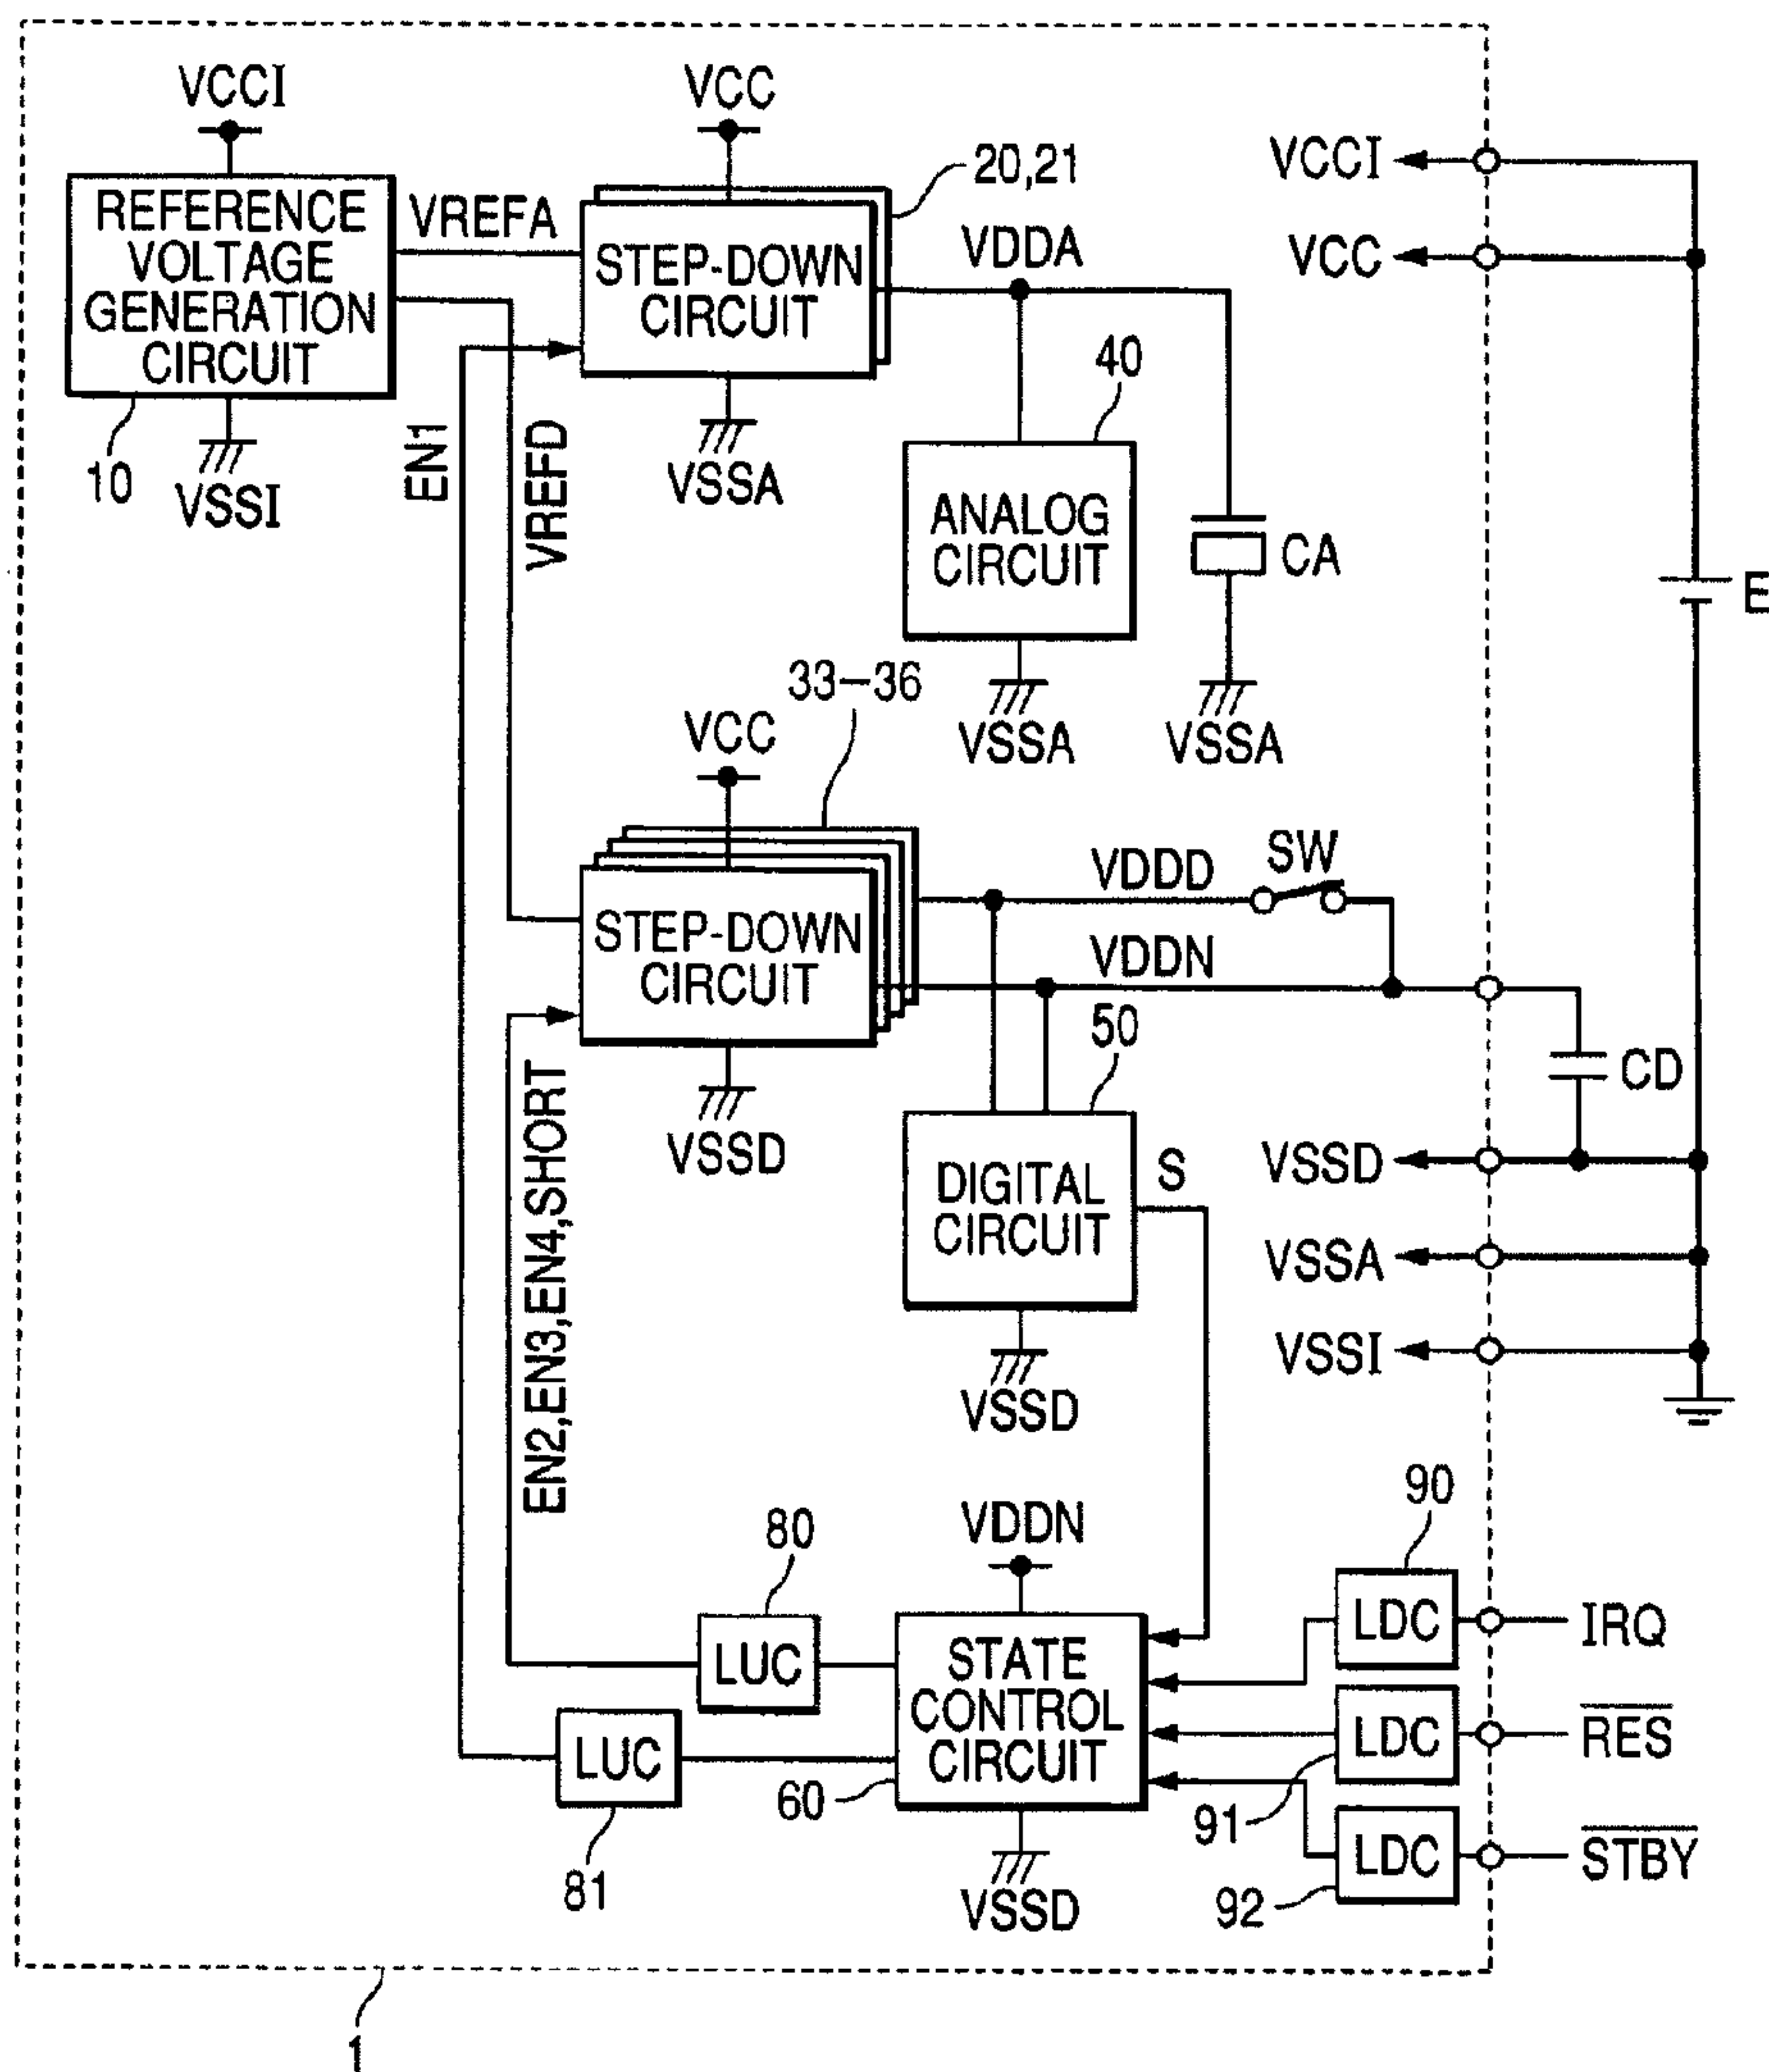 VCCI
VCC
20,21
REFERENCE
VOLTAGE
GENERATION
CIRCUIT
VREFA
STEP-DOWN
CIRCUIT
VDDA
VCCI
VCC
10
VSSI
EN1
VREFD
VSSA
40
ANALOG
CIRCUIT
CA
E
VSSA
VSSA
33-36
VCC
STEP-DOWN
CIRCUIT
VDDD
SW
VDDN
VSSD
50
CD
EN2,EN3,EN4,SHORT
DIGITAL
CIRCUIT
S
VSSD
VSSA
VSSI
VSSD
80
VDDN
90
LUC
STATE
CONTROL
CIRCUIT
LDC
IRQ
LUC
60
91
LDC
RES
81
VSSD
92
LDC
STBY
1